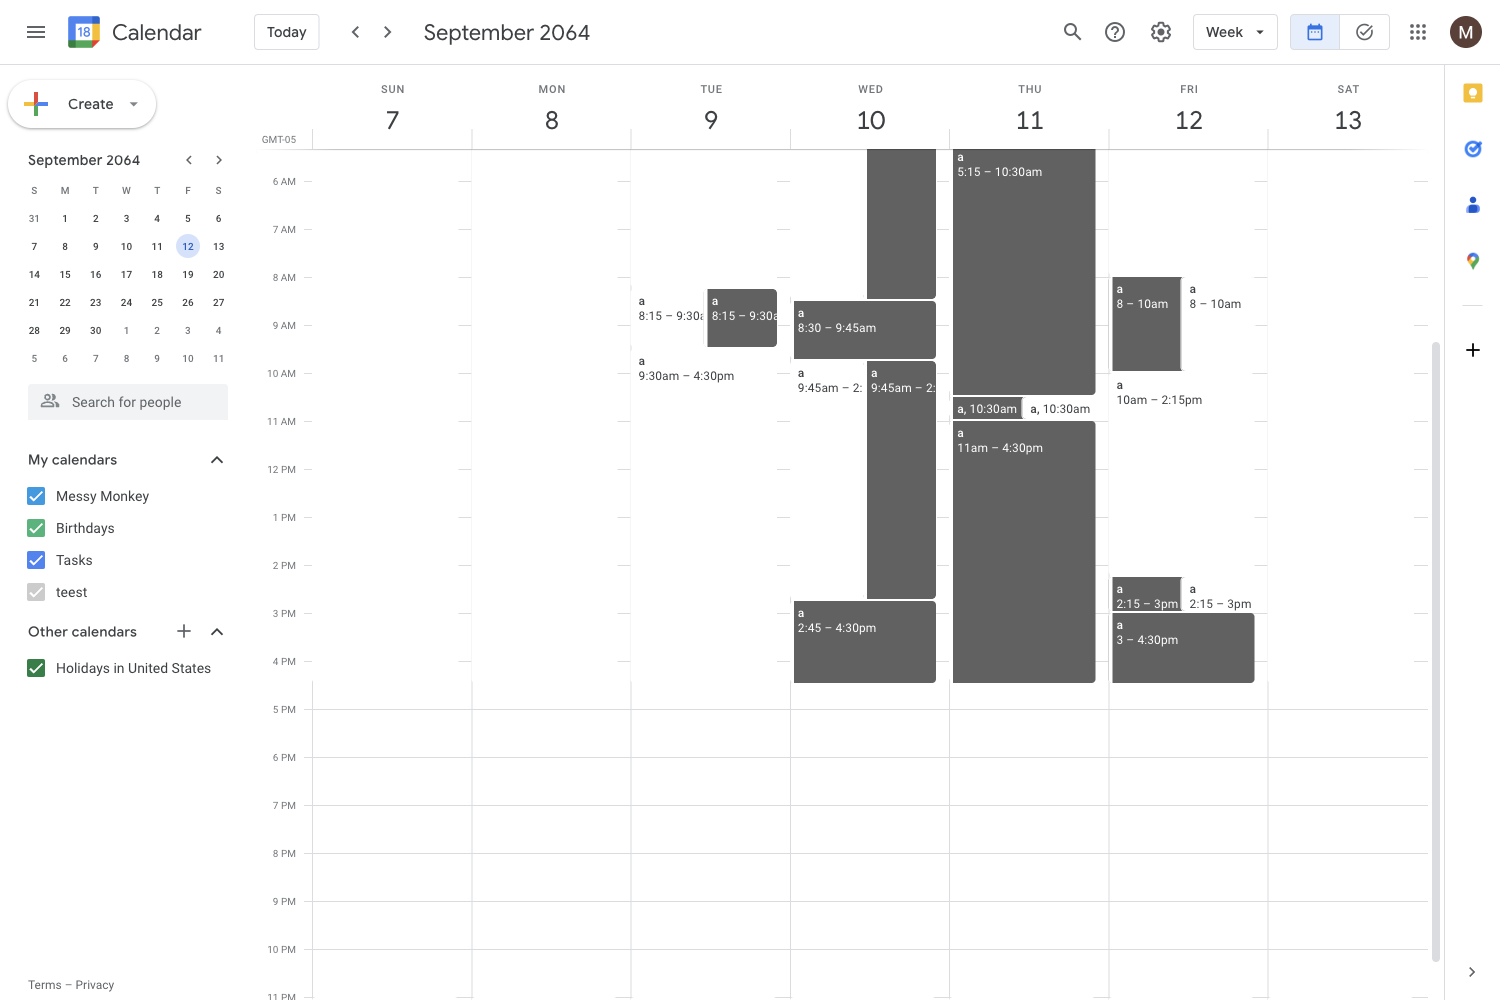 18 Calendar
Today
September 2064
Week
M
Create
September 2064
S M T W T F S
31 1 2 3 4 5 6
7 8 9 10 11 12 13
14 15 16 17 18 19 20
21 22 23 24 25 26 27
28 29 30 1 2 3 4
5 6 7 8 9 10 11
Search for people
My calendars
Messy Monkey
Birthdays
Tasks
teest
Other calendars
Holidays in United States
Terms – Privacy
SUN MON TUE WED THU FRI SAT
7 8 9 10 11 12 13
GMT-05
6 AM
7 AM
8 AM
9 AM
10 AM
11 AM
12 PM
1 PM
2 PM
3 PM
4 PM
5 PM
6 PM
7 PM
8 PM
9 PM
10 PM
11 PM
a
8:15 – 9:30a
a
8:15 – 9:30a
a
9:30am – 4:30pm
a
8:30 – 9:45am
a
9:45am – 2:
a
9:45am – 2:
a
2:45 – 4:30pm
a
5:15 – 10:30am
a, 10:30am
a, 10:30am
a
11am – 4:30pm
a
8 – 10am
a
8 – 10am
a
10am – 2:15pm
a
2:15 – 3pm
a
2:15 – 3pm
a
3 – 4:30pm